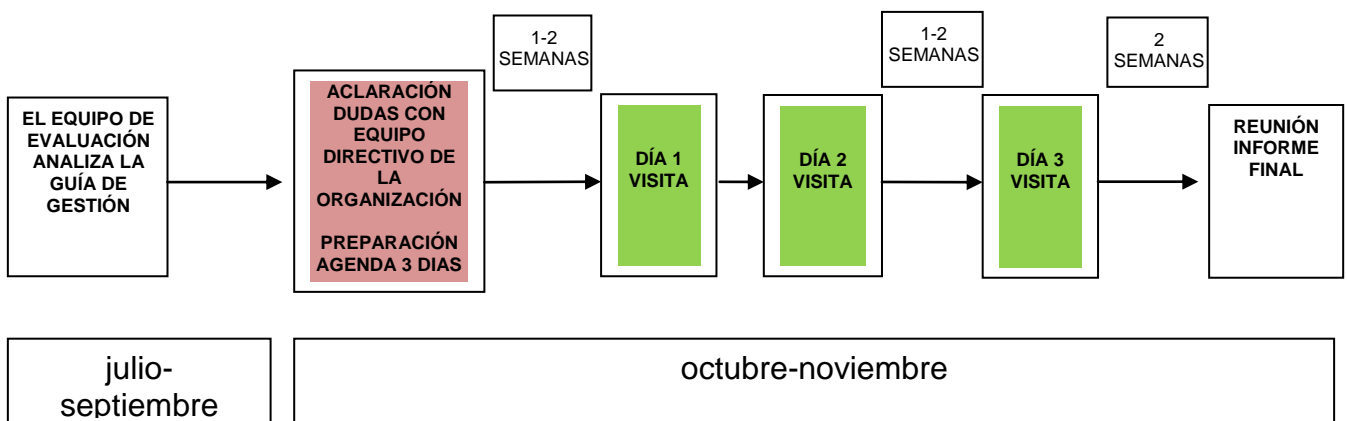 1-2
SEMANAS
1-2
SEMANAS
2
SEMANAS
EL EQUIPO DE
EVALUACIÓN
ANALIZA LA
GUÍA DE
GESTIÓN
ACLARACIÓN
DUDAS CON
EQUIPO
DIRECTIVO DE
LA
ORGANIZACIÓN
PREPARACIÓN
AGENDA 3 DIAS
DÍA 1
VISITA
DÍA 2
VISITA
DÍA 3
VISITA
REUNIÓN
INFORME
FINAL
julio-
septiembre
octubre-noviembre